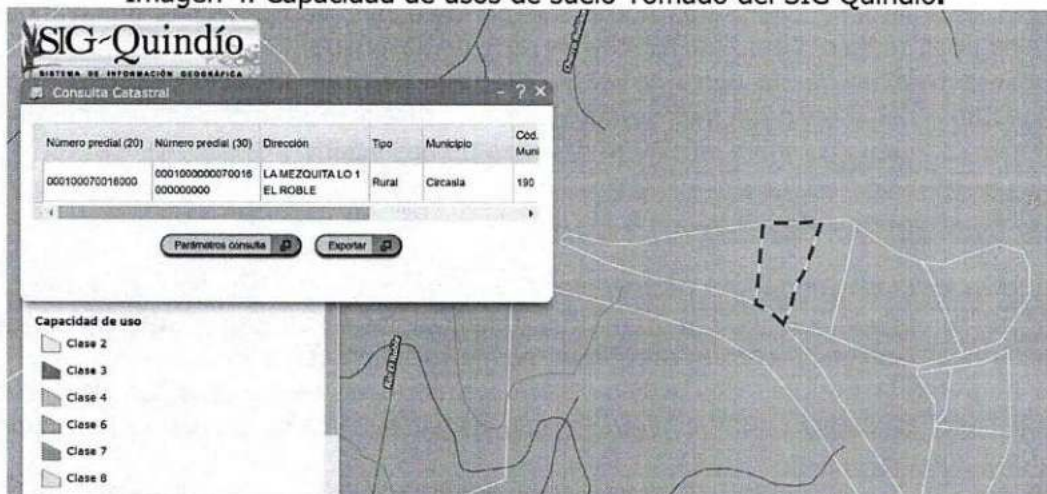 Imagen 4. Capacidad de usos de suelo Tomado del SIG Quindío.
SIG-Quindío
SISTEMA DE INFORMACIÓN GEOGRÁFICA
Consulta Catastral
Número predial (20) Número predial (30) Dirección Tipo Municipio Cód. Muni
000100070016000 0001000000070016000000000 LA MEZQUITA LO 1 EL ROBLE Rural Circasia 190
Parámetros consulta
Exportar
Capacidad de uso
Clase 2
Clase 3
Clase 4
Clase 6
Clase 7
Clase 8